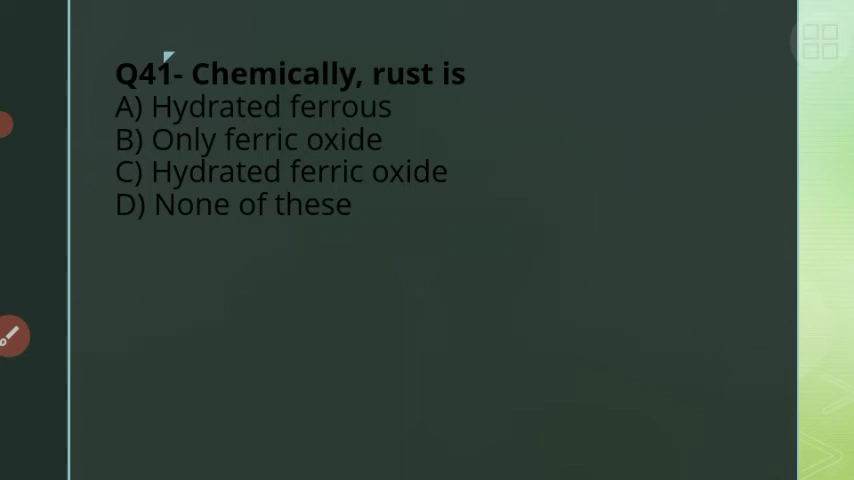 Q41- Chemically, rust is
A) Hydrated ferrous
B) Only ferric oxide
C) Hydrated ferric oxide
D) None of these